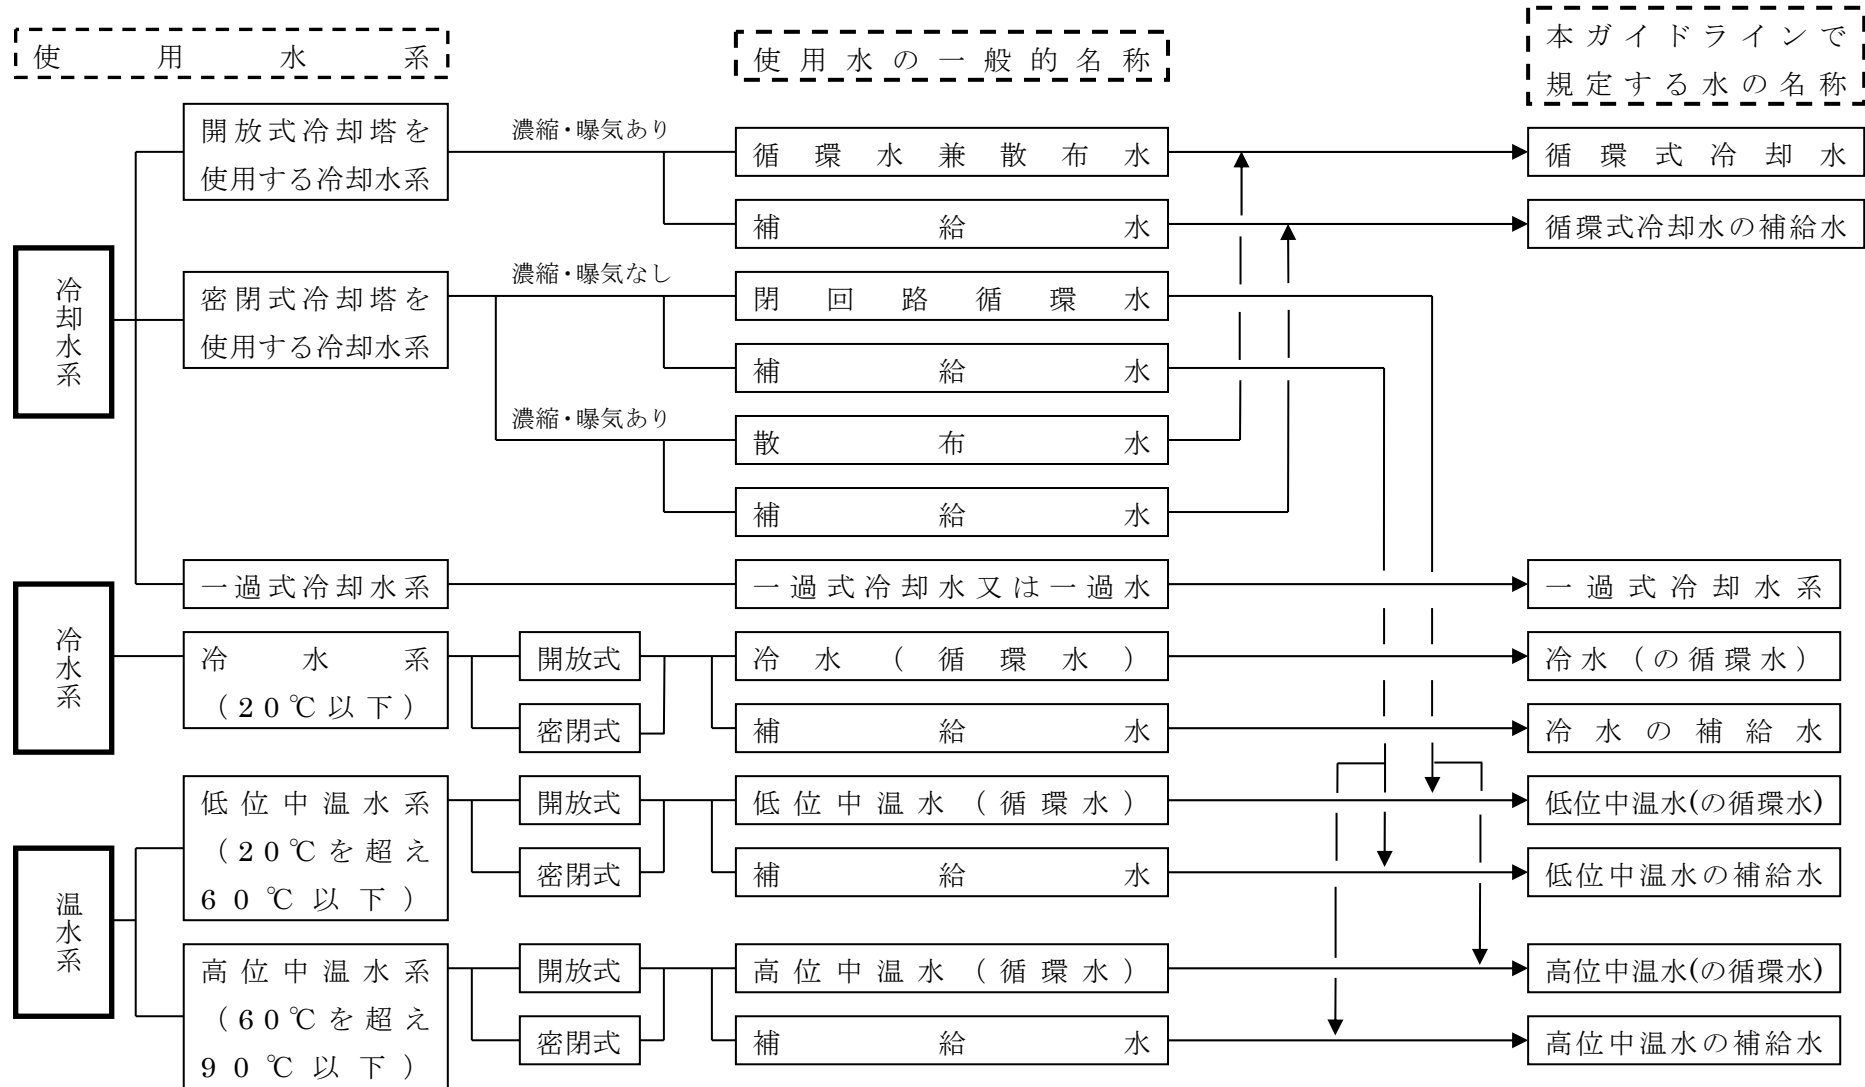 使用水系
使用水の一般的名称
本ガイドラインで
規定する水の名称
冷却水系
開放式冷却塔を
使用する冷却水系
濃縮・曝気あり
循環水兼散布水
循環式冷却水
補給水
循環式冷却水の補給水
密閉式冷却塔を
使用する冷却水系
濃縮・曝気なし
閉回路循環水
補給水
濃縮・曝気あり
散布水
補給水
一過式冷却水系
一過式冷却水又は一過水
一過式冷却水系
冷水系
冷水系
（20℃以下）
開放式
密閉式
冷水（循環水）
冷水（の循環水）
補給水
冷水の補給水
温水系
低位中温水系
（20℃を超え
60℃以下）
開放式
密閉式
低位中温水（循環水）
低位中温水(の循環水)
補給水
低位中温水の補給水
高位中温水系
（60℃を超え
90℃以下）
開放式
密閉式
高位中温水（循環水）
高位中温水(の循環水)
補給水
高位中温水の補給水